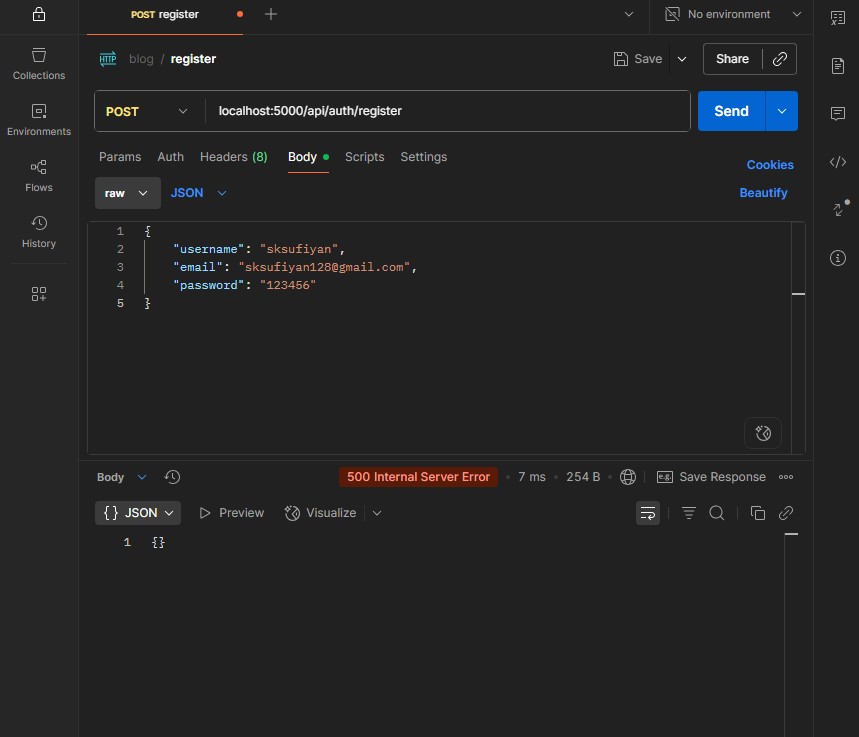 POST register
No environment
Collections
Environments
Flows
History
HTTP blog / register
Save
Share
POST
localhost:5000/api/auth/register
Send
Params Auth Headers (8) Body Scripts Settings
Cookies
raw
JSON
Beautify
1 {
2 "username": "sksufiyan",
3 "email": "sksufiyan128@gmail.com",
4 "password": "123456"
5 }
Body
500 Internal Server Error
7 ms
254 B
e.g. Save Response
{} JSON
Preview
Visualize
1 {}